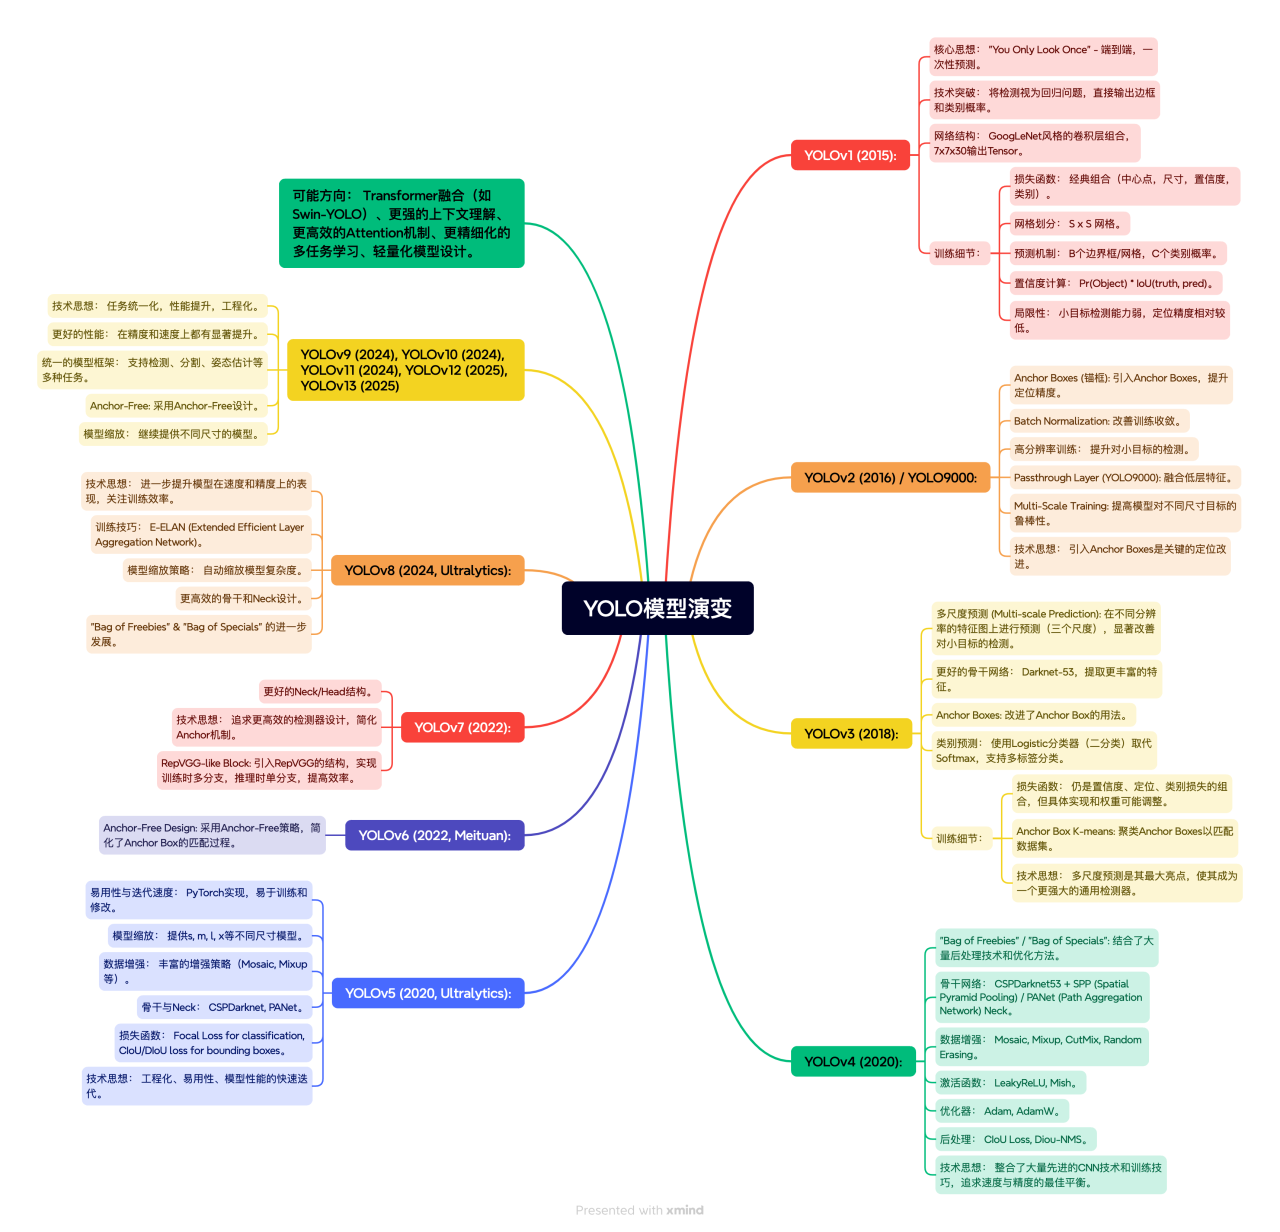 YOLO模型演变
YOLOv1 (2015):
核心思想： "You Only Look Once" - 端到端，一
次性预测。
技术突破： 将检测视为回归问题，直接输出边框
和类别概率。
网络结构： GoogLeNet风格的卷积层组合，
7x7x30输出Tensor。
训练细节：
损失函数： 经典组合（中心点，尺寸，置信度，
类别）。
网格划分： S x S 网格。
预测机制： B个边界框/网格，C个类别概率。
置信度计算： Pr(Object) * IoU(truth, pred)。
局限性： 小目标检测能力弱，定位精度相对较
低。
YOLOv2 (2016) / YOLO9000:
Anchor Boxes (锚框): 引入Anchor Boxes，提升
定位精度。
Batch Normalization: 改善训练收敛。
高分辨率训练： 提升对小目标的检测。
Passthrough Layer (YOLO9000): 融合低层特征。
Multi-Scale Training: 提高模型对不同尺寸目标的
鲁棒性。
技术思想： 引入Anchor Boxes是关键的定位改
进。
YOLOv3 (2018):
多尺度预测 (Multi-scale Prediction): 在不同分辨
率的特征图上进行预测（三个尺度），显著改善
对小目标的检测。
更好的骨干网络： Darknet-53，提取更丰富的特
征。
Anchor Boxes: 改进了Anchor Box的用法。
类别预测： 使用Logistic分类器（二分类）取代
Softmax，支持多标签分类。
训练细节：
损失函数： 仍是置信度、定位、类别损失的组
合，但具体实现和权重可能调整。
Anchor Box K-means: 聚类Anchor Boxes以匹配
数据集。
技术思想： 多尺度预测是其最大亮点，使其成为
一个更强大的通用检测器。
YOLOv4 (2020):
"Bag of Freebies" / "Bag of Specials": 结合了大
量后处理技术和优化方法。
骨干网络： CSPDarknet53 + SPP (Spatial
Pyramid Pooling) / PANet (Path Aggregation
Network) Neck。
数据增强： Mosaic, Mixup, CutMix, Random
Erasing。
激活函数： LeakyReLU, Mish。
优化器： Adam, AdamW。
后处理： CIoU Loss, Diou-NMS。
技术思想： 整合了大量先进的CNN技术和训练技
巧，追求速度与精度的最佳平衡。
YOLOv5 (2020, Ultralytics):
易用性与迭代速度： PyTorch实现，易于训练和
修改。
模型缩放： 提供s, m, l, x等不同尺寸模型。
数据增强： 丰富的增强策略（Mosaic, Mixup
等）。
骨干与Neck： CSPDarknet, PANet。
损失函数： Focal Loss for classification,
CIoU/DIoU loss for bounding boxes。
技术思想： 工程化、易用性、模型性能的快速迭
代。
YOLOv6 (2022, Meituan):
Anchor-Free Design: 采用Anchor-Free策略，简
化了Anchor Box的匹配过程。
YOLOv7 (2022):
更好的Neck/Head结构。
技术思想： 追求更高效的检测器设计，简化
Anchor机制。
RepVGG-like Block: 引入RepVGG的结构，实现
训练时多分支，推理时单分支，提高效率。
YOLOv8 (2024, Ultralytics):
技术思想： 进一步提升模型在速度和精度上的表
现，关注训练效率。
训练技巧： E-ELAN (Extended Efficient Layer
Aggregation Network)。
模型缩放策略： 自动缩放模型复杂度。
更高效的骨干和Neck设计。
"Bag of Freebies" & "Bag of Specials" 的进一步
发展。
YOLOv9 (2024), YOLOv10 (2024),
YOLOv11 (2024), YOLOv12 (2025),
YOLOv13 (2025)
技术思想： 任务统一化，性能提升，工程化。
更好的性能： 在精度和速度上都有显著提升。
统一的模型框架： 支持检测、分割、姿态估计等
多种任务。
Anchor-Free: 采用Anchor-Free设计。
模型缩放： 继续提供不同尺寸的模型。
可能方向： Transformer融合（如
Swin-YOLO）、更强的上下文理解、
更高效的Attention机制、更精细化的
多任务学习、轻量化模型设计。
Presented with xmind